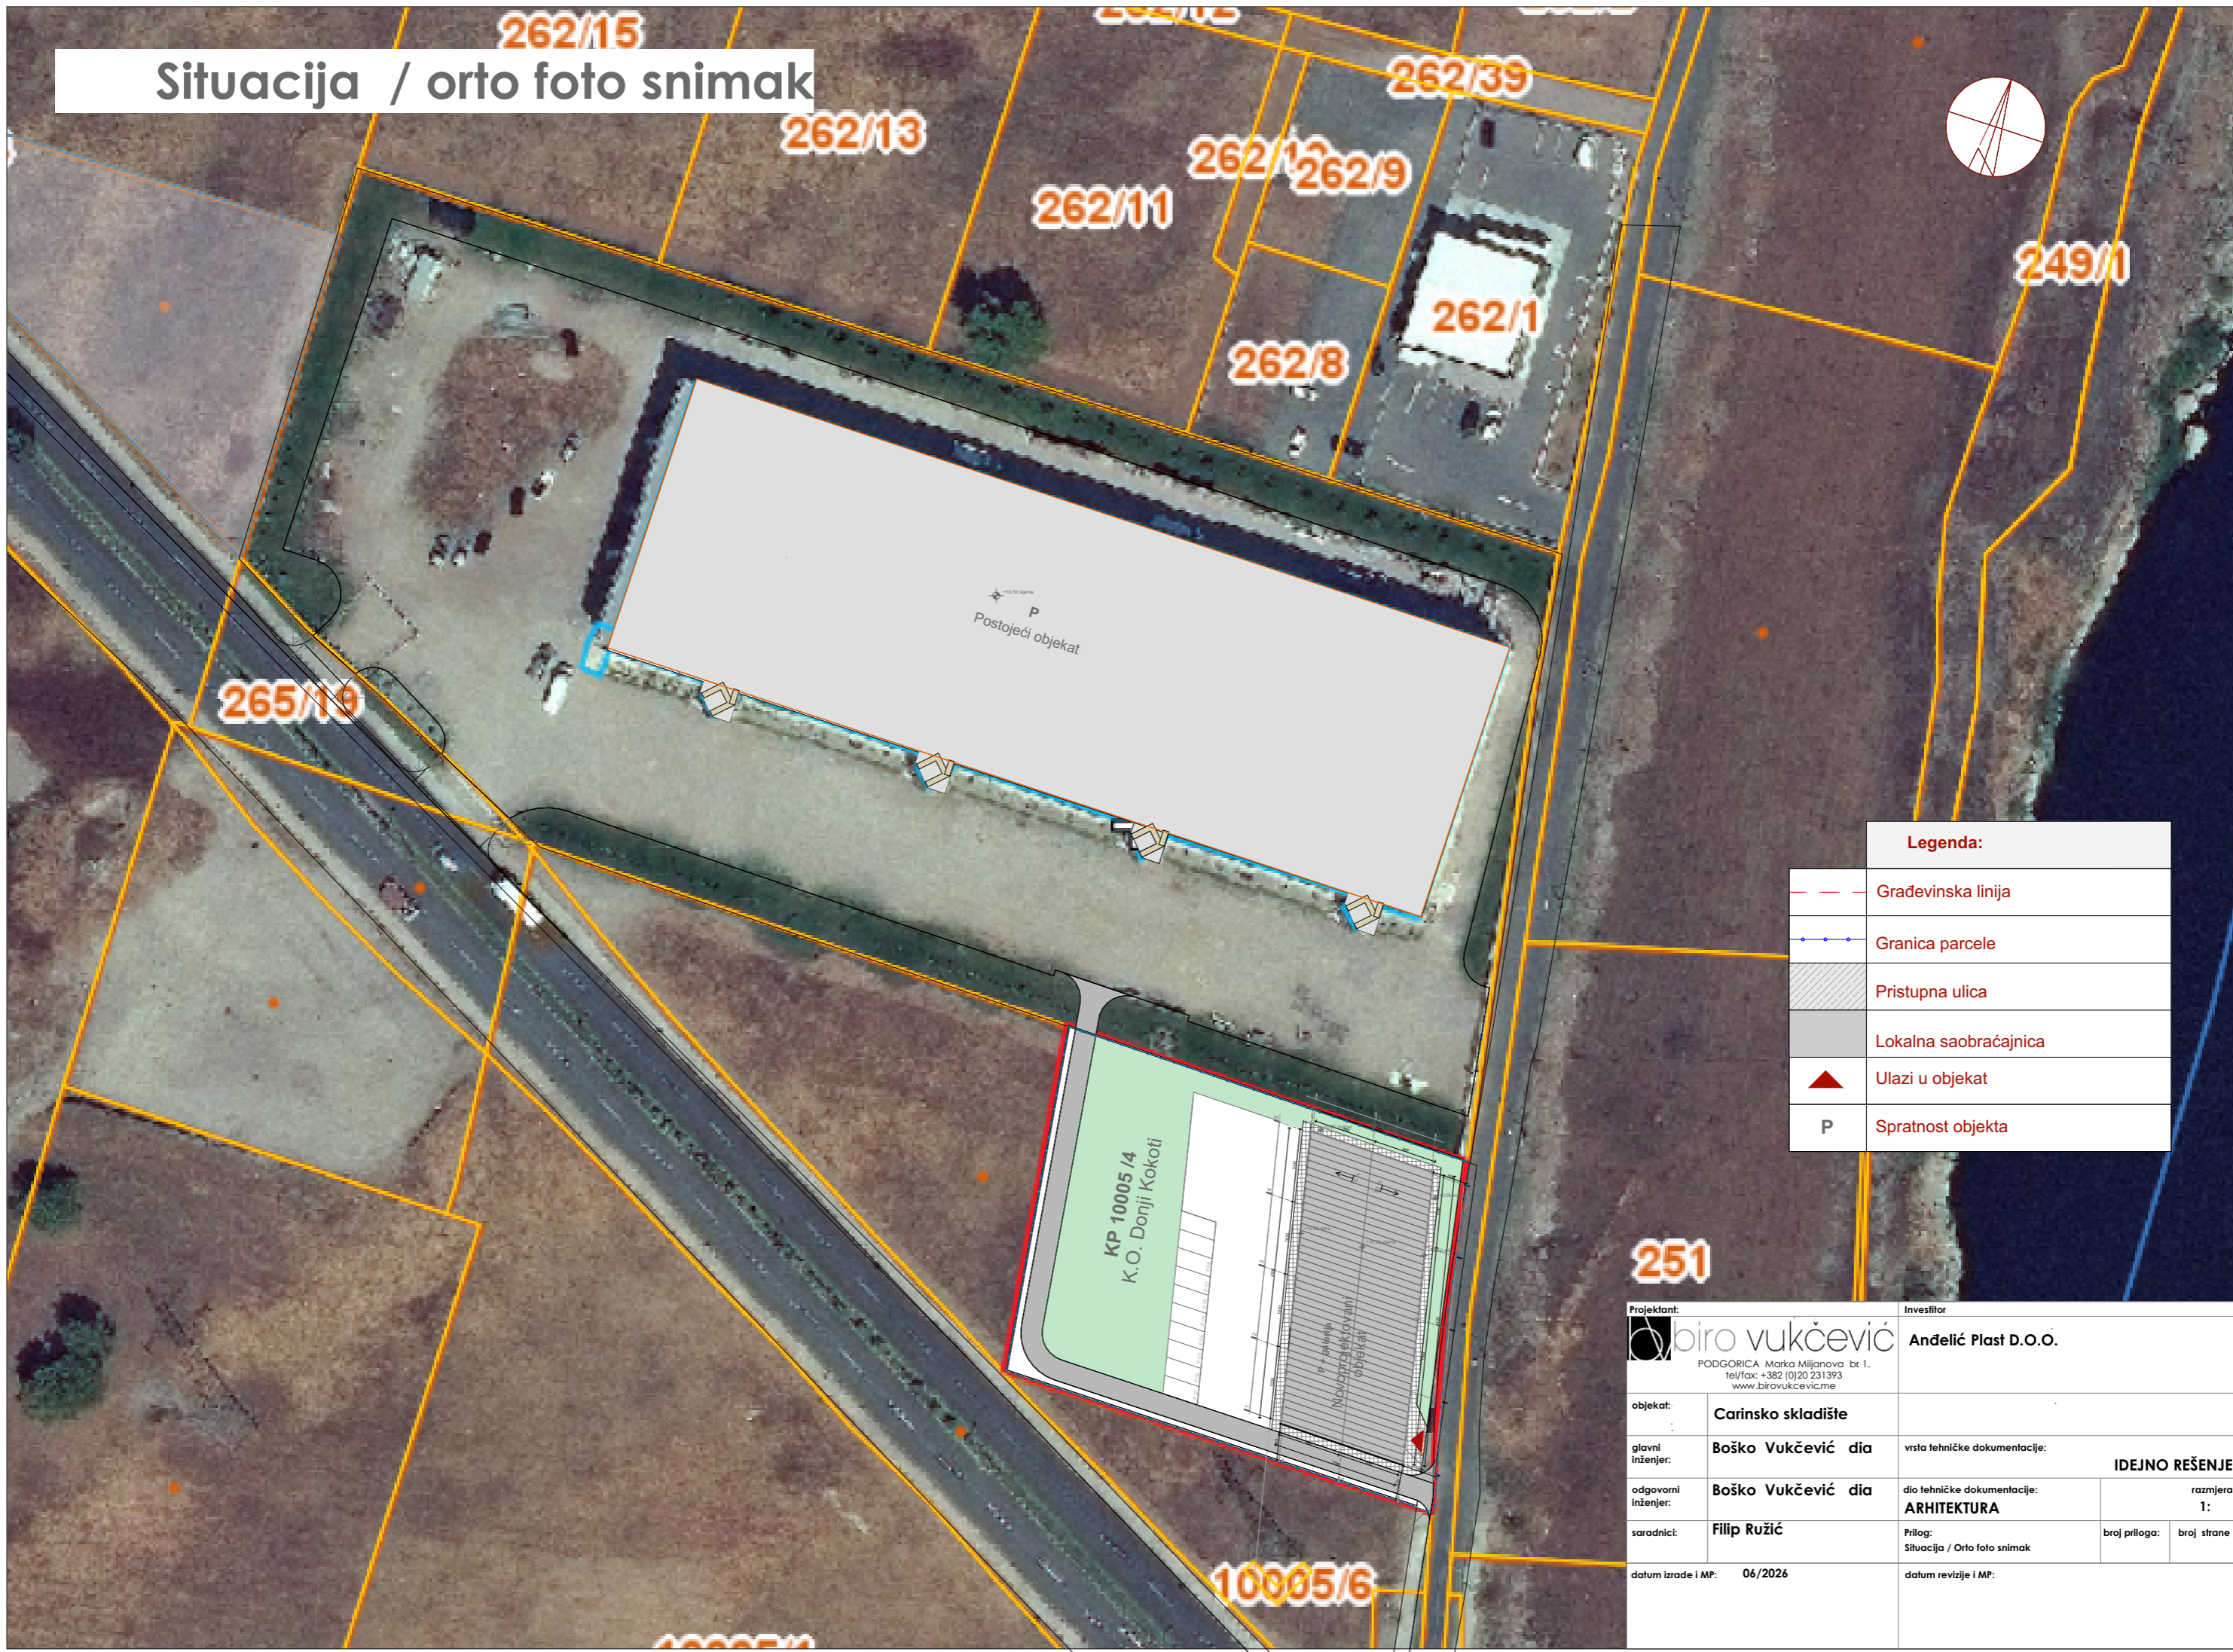 Situacija / orto foto snimak
262/15
262/39
262/13
262/9
262/11
249/1
262/1
262/8
P
Postojeći objekat
265/19
Legenda:
Građevinska linija
Granica parcele
Pristupna ulica
Lokalna saobraćajnica
Ulazi u objekat
P Spratnost objekta
KP 10005 /4
K.O. Donji Kokoti
P + galerija
Novoprojektovani
objekat
251
10005/6
10005/1
Projektant:
biro vukčević
PODGORICA Marka Miljanova br. 1.
tel/fax: +382 (0)20 231393
www.birovukcevic.me
Investitor
Anđelić Plast D.O.O.
objekat:
:
Carinsko skladište
glavni
inženjer:
Boško Vukčević dia
vrsta tehničke dokumentacije:
IDEJNO REŠENJE
odgovorni
inženjer:
Boško Vukčević dia
dio tehničke dokumentacije:
ARHITEKTURA
razmjera
1:
saradnici:
Filip Ružić
Prilog:
Situacija / Orto foto snimak
broj priloga:
broj strane
datum izrade i MP: 06/2026
datum revizije i MP: